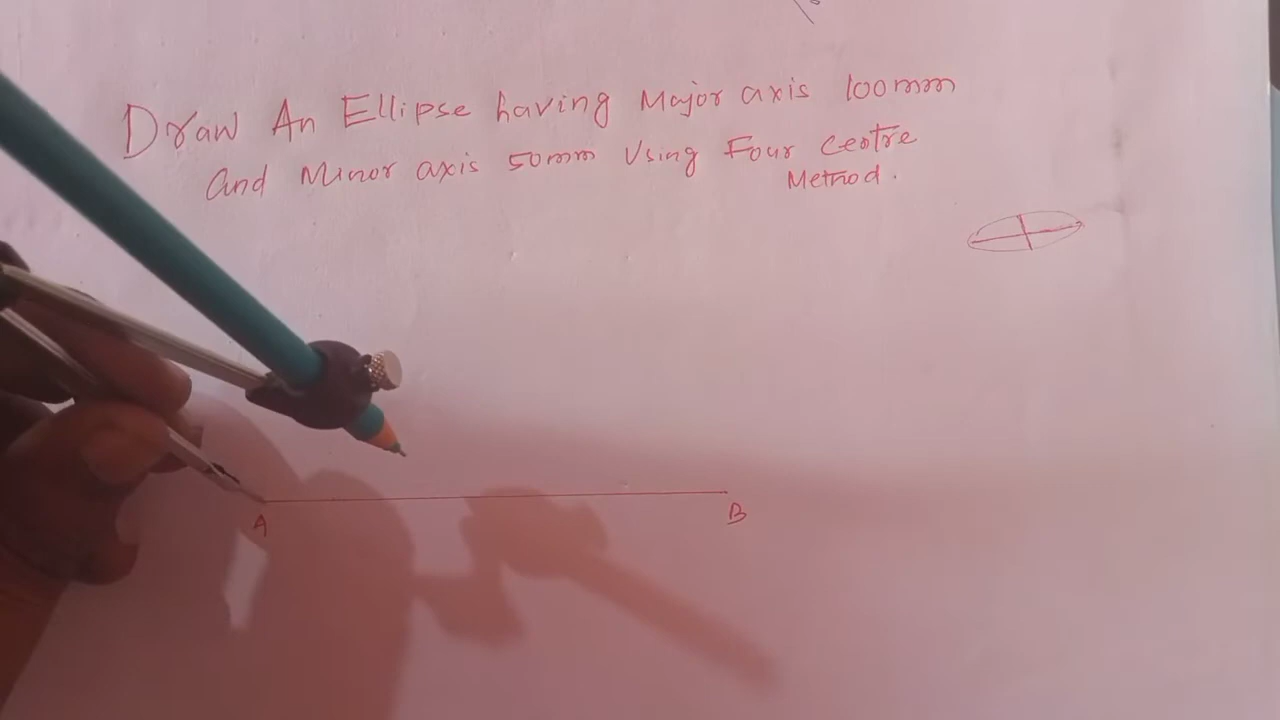 Draw An Ellipse having Major axis 100mm
And Minor axis 50mm Using Four Centre
Method.
A
B